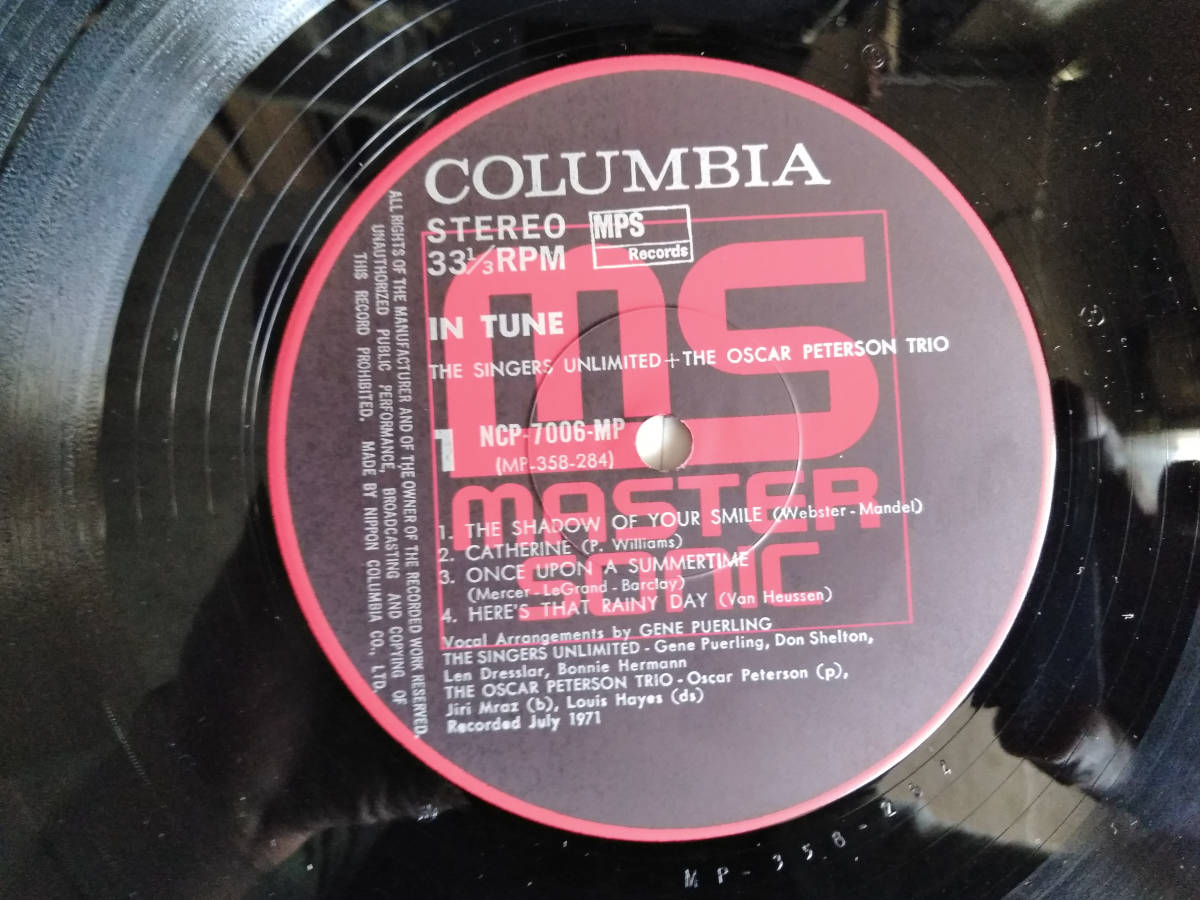 COLUMBIA
STEREO
33 1/3 RPM
MPS
Records
IN TUNE
THE SINGERS UNLIMITED+THE OSCAR PETERSON TRIO
1 NCP-7006-MP
(MP-358-284)
MS
MASTER
SONIC
1. THE SHADOW OF YOUR SMILE (Webster-Mandel)
2. CATHERINE (P. Williams)
3. ONCE UPON A SUMMERTIME
(Mercer-LeGrand-Barclay)
4. HERE'S THAT RAINY DAY (Van Heussen)
Vocal Arrangements by GENE PUERLING
THE SINGERS UNLIMITED-Gene Puerling, Don Shelton,
Len Dresslar, Bonnie Hermann
THE OSCAR PETERSON TRIO-Oscar Peterson (p),
Jiri Mraz (b), Louis Hayes (ds)
Recorded July 1971
ALL RIGHTS OF THE MANUFACTURER AND OF THE OWNER OF THE RECORDED WORK RESERVED.
UNAUTHORIZED PUBLIC PERFORMANCE, BROADCASTING AND COPYING OF
THIS RECORD PROHIBITED. MADE BY NIPPON COLUMBIA CO., LTD.
MP-358-284